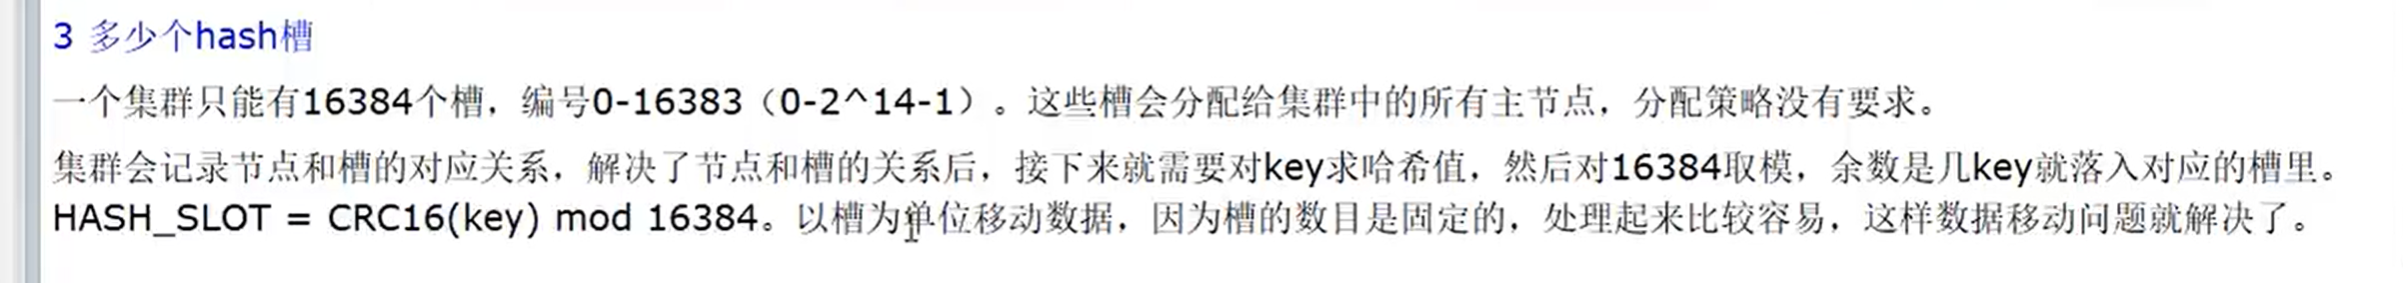 3 多少个hash槽
一个集群只能有16384个槽，编号0-16383（0-2^14-1）。这些槽会分配给集群中的所有主节点，分配策略没有要求。
集群会记录节点和槽的对应关系，解决了节点和槽的关系后，接下来就需要对key求哈希值，然后对16384取模，余数是几key就落入对应的槽里。
HASH_SLOT = CRC16(key) mod 16384。以槽为单位移动数据，因为槽的数目是固定的，处理起来比较容易，这样数据移动问题就解决了。